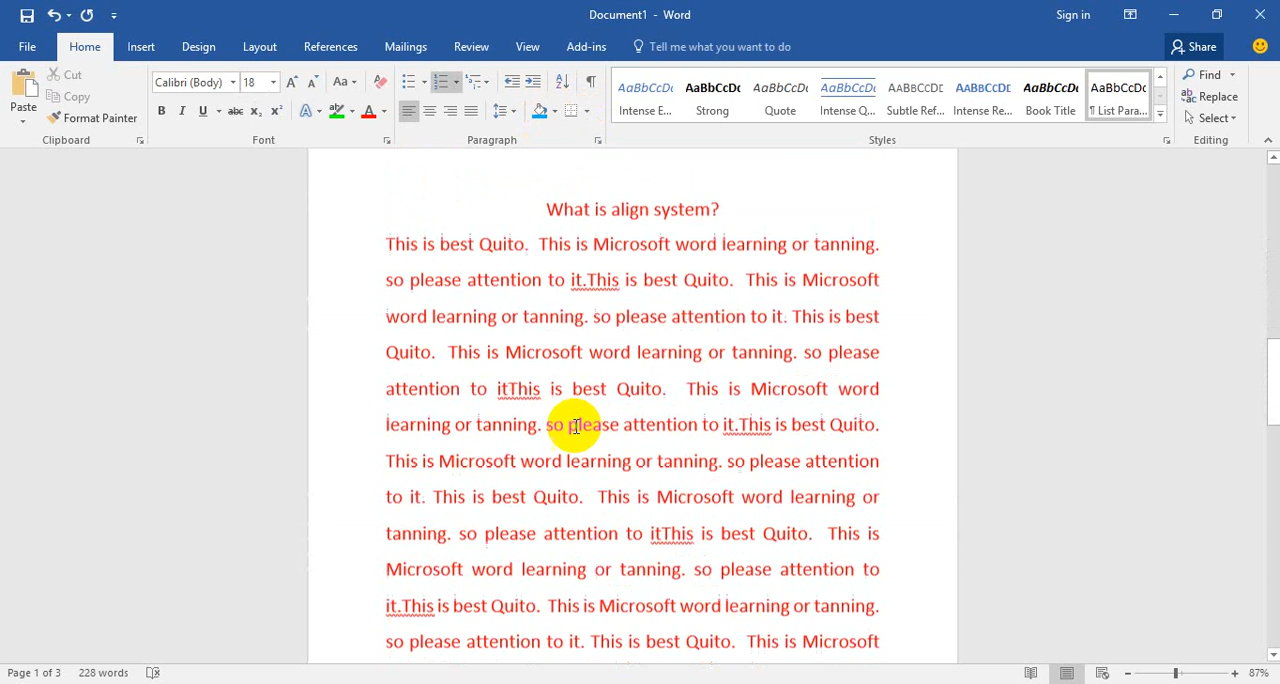 Document1 - Word
Sign in
File Home Insert Design Layout References Mailings Review View Add-ins Tell me what you want to do Share
Paste
Cut
Copy
Format Painter
Clipboard
Calibri (Body) 18
Font
Paragraph
AaBbCcDc Intense E...
AaBbCcDc Strong
AaBbCcDc Quote
AaBbCcDc Intense Q...
AABBCCDE Subtle Ref...
AABBCCDE Intense Re...
AaBbCcDc Book Title
AaBbCcDc ¶ List Para...
Styles
Find
Replace
Select
Editing
What is align system?
This is best Quito. This is Microsoft word learning or tanning.
so please attention to it.This is best Quito. This is Microsoft
word learning or tanning. so please attention to it. This is best
Quito. This is Microsoft word learning or tanning. so please
attention to itThis is best Quito. This is Microsoft word
learning or tanning. so please attention to it.This is best Quito.
This is Microsoft word learning or tanning. so please attention
to it. This is best Quito. This is Microsoft word learning or
tanning. so please attention to itThis is best Quito. This is
Microsoft word learning or tanning. so please attention to
it.This is best Quito. This is Microsoft word learning or tanning.
so please attention to it. This is best Quito. This is Microsoft
Page 1 of 3 228 words
87%